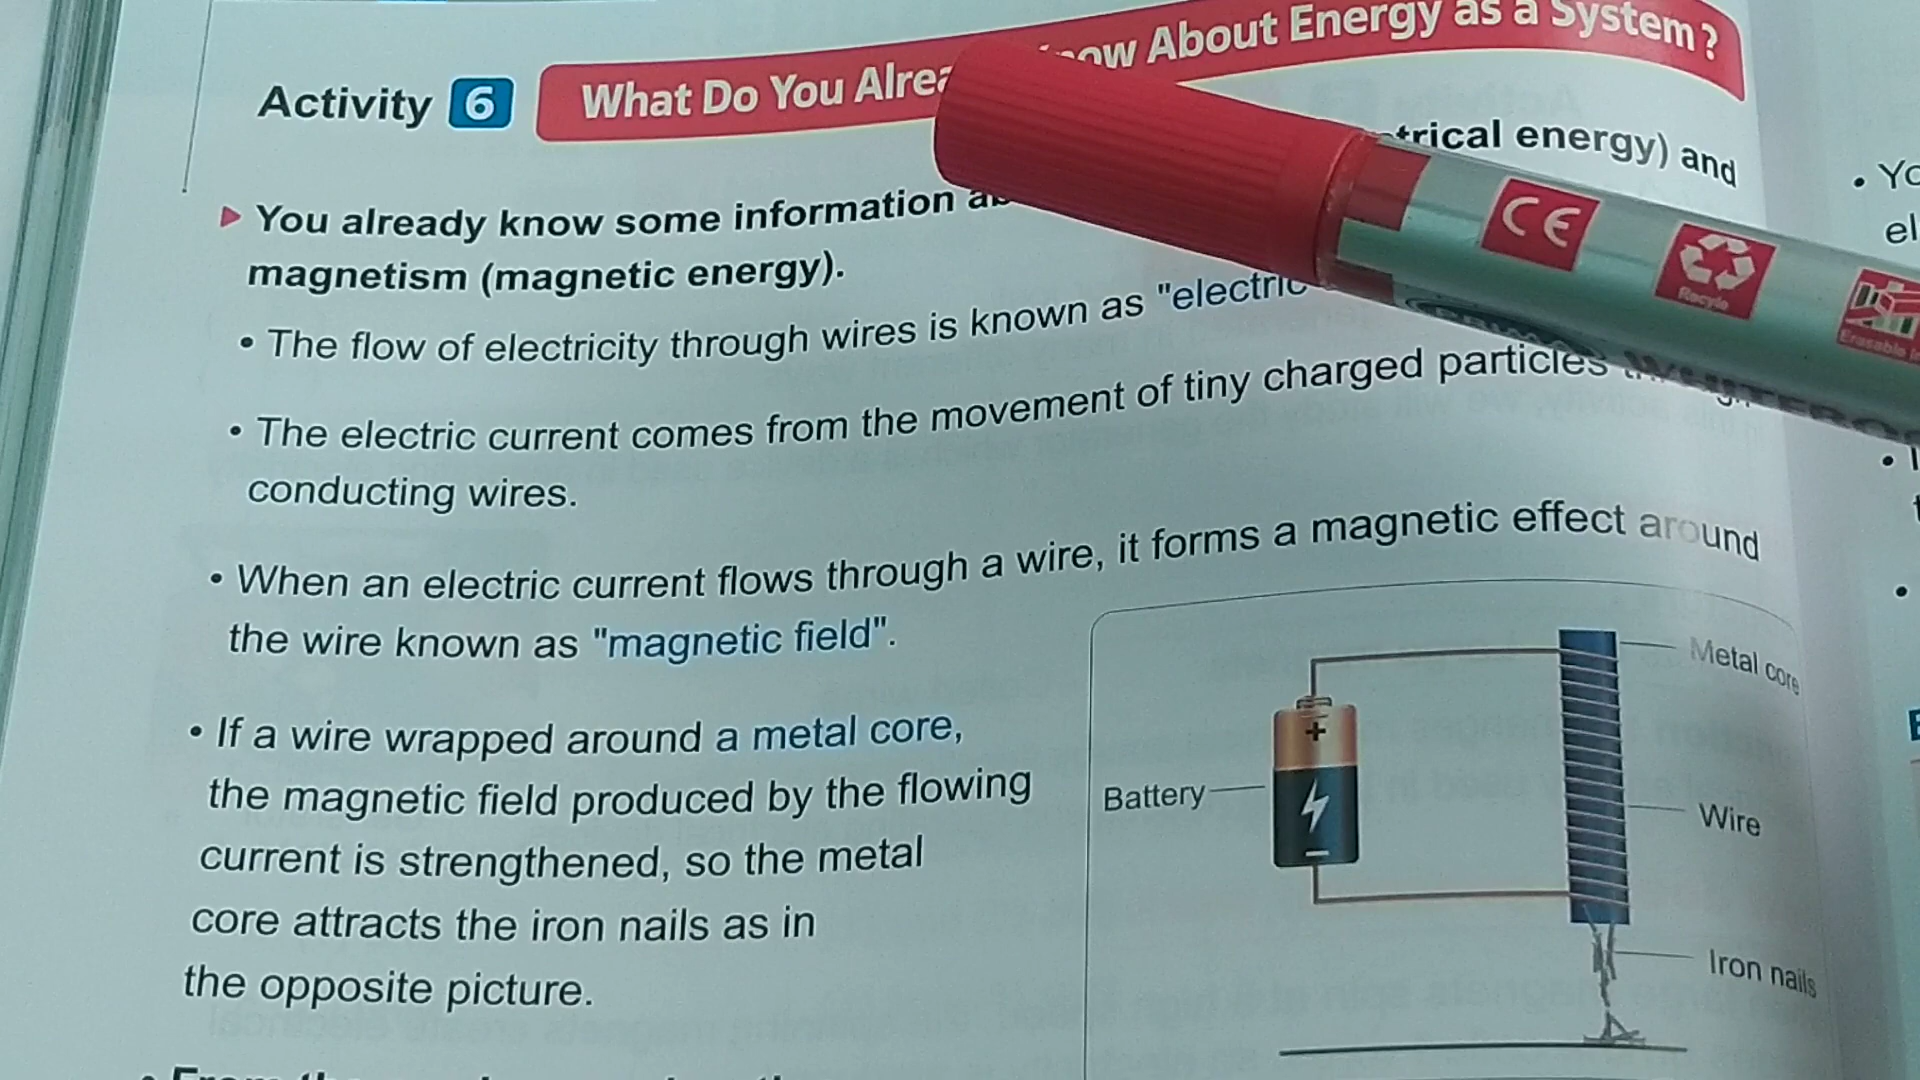 What Do You About Energy as a System?
Activity 6
energy) and
You already know some information
magnetism (magnetic energy).
• The flow of electricity through wires is known as "electric
• The electric current comes from the movement of tiny charged particles
conducting wires.
• When an electric current flows through a wire, it forms a magnetic effect around
the wire known as "magnetic field".
• If a wire wrapped around a metal core,
the magnetic field produced by the flowing
current is strengthened, so the metal
core attracts the iron nails as in
the opposite picture.
Metal core
+
Battery
Wire
Iron nails
CE
Recycle